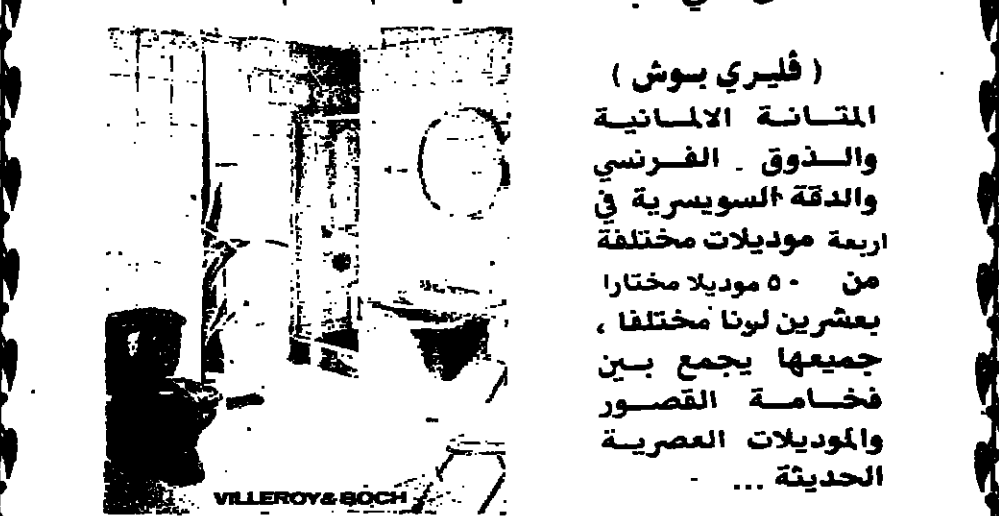 ( ڤليري بوش )
المتانة الالمانية
والذوق الفرنسي
والدقة السويسرية في
اربعة موديلات مختلفة
من ٥٠ موديلا مختارا
بعشرين لونا مختلفا ،
جميعها يجمع بين
فخامة القصور
والموديلات العصرية
الحديثة ...
VILLEROY & BOCH